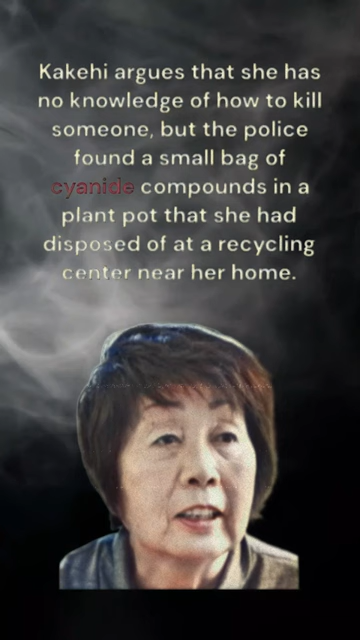 Kakehi argues that she has
no knowledge of how to kill
someone, but the police
found a small bag of
cyanide compounds in a
plant pot that she had
disposed of at a recycling
center near her home.